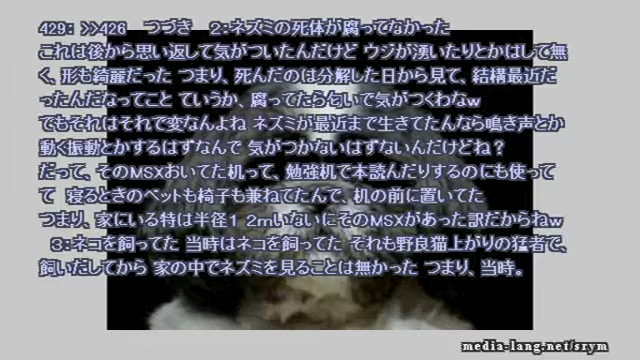 429: >>426　つづき　2：ネズミの死体が腐ってなかった
これは後から思い返して気がついたんだけど ウジが湧いたりとかはして無
く、形も綺麗だった つまり、死んだのは分解した日から見て、結構最近だ
ったんだなってこと ていうか、腐ってたら匂いで気がつくわなw
でもそれはそれで変なんよね ネズミが最近まで生きてたんなら鳴き声とか
動く振動とかするはずなんで 気がつかないはずないんだけどね？
だって、そのMSXおいてた机って、勉強机で本読んだりするのにも使って
て　寝るときのベットも椅子も兼ねてたんで、机の前に置いてた
つまり、家にいる特は半径１２mいないにそのMSXがあった訳だからねw
３：ネコを飼ってた 当時はネコを飼ってた それも野良猫上がりの猛者で、
飼いだしてから 家の中でネズミを見ることは無かった つまり、当時。
media-lang.net/srym